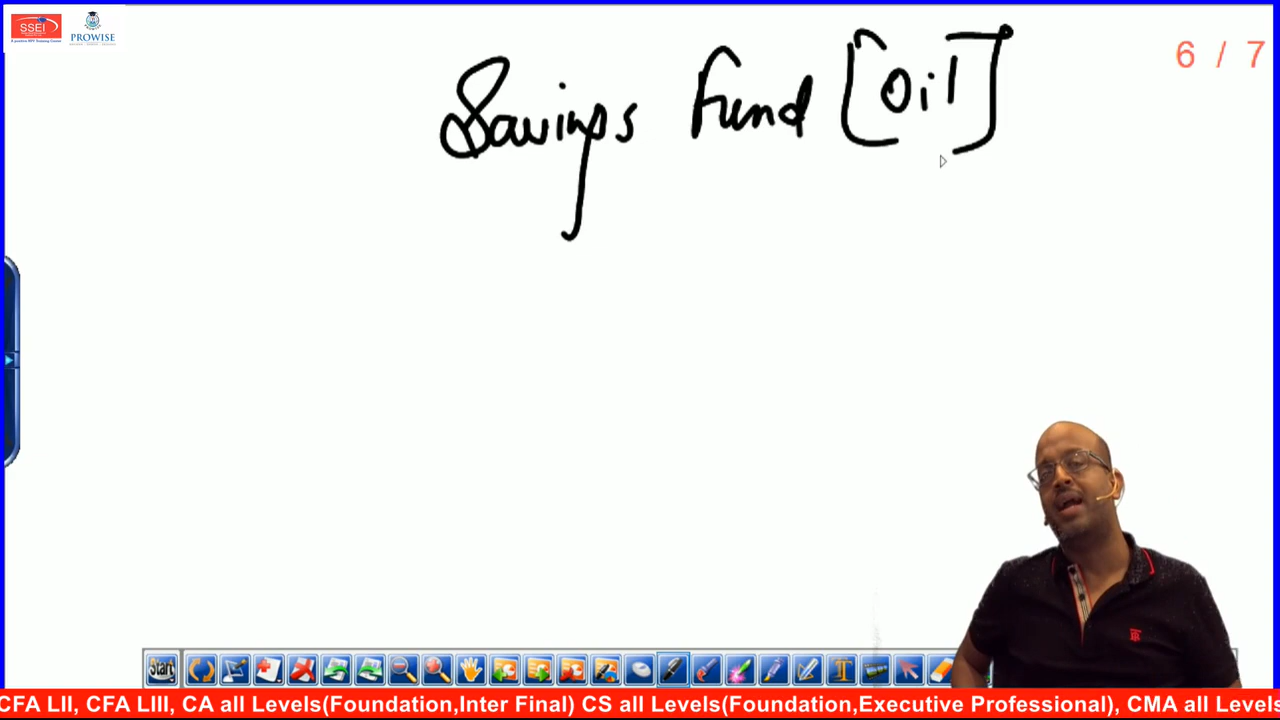 SSEI
PROWISE
6 / 7
Savings Fund [Oil]
Start
CFA LII, CFA LIII, CA all Levels(Foundation,Inter Final) CS all Levels(Foundation,Executive Professional), CMA all Levels